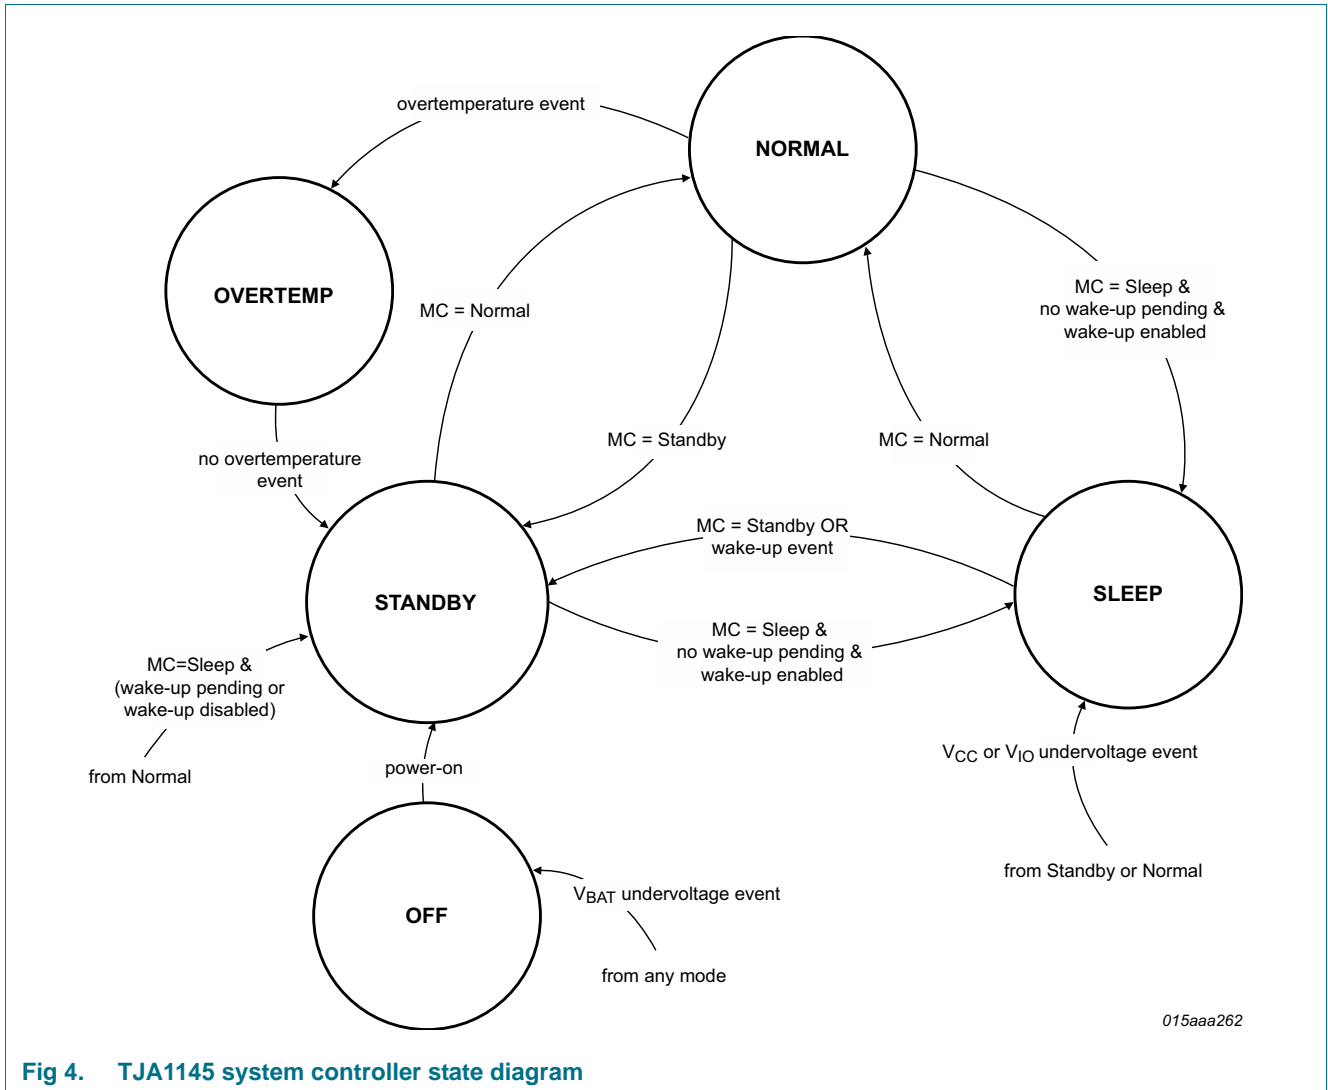 overtemperature event
NORMAL
OVERTEMP
MC = Normal
MC = Sleep &
no wake-up pending &
wake-up enabled
MC = Standby
MC = Normal
no overtemperature
event
MC = Standby OR
wake-up event
STANDBY
SLEEP
MC = Sleep &
no wake-up pending &
wake-up enabled
MC=Sleep &
(wake-up pending or
wake-up disabled)
from Normal
power-on
VCC or VIO undervoltage event
from Standby or Normal
OFF
VBAT undervoltage event
from any mode
015aaa262
Fig 4. TJA1145 system controller state diagram